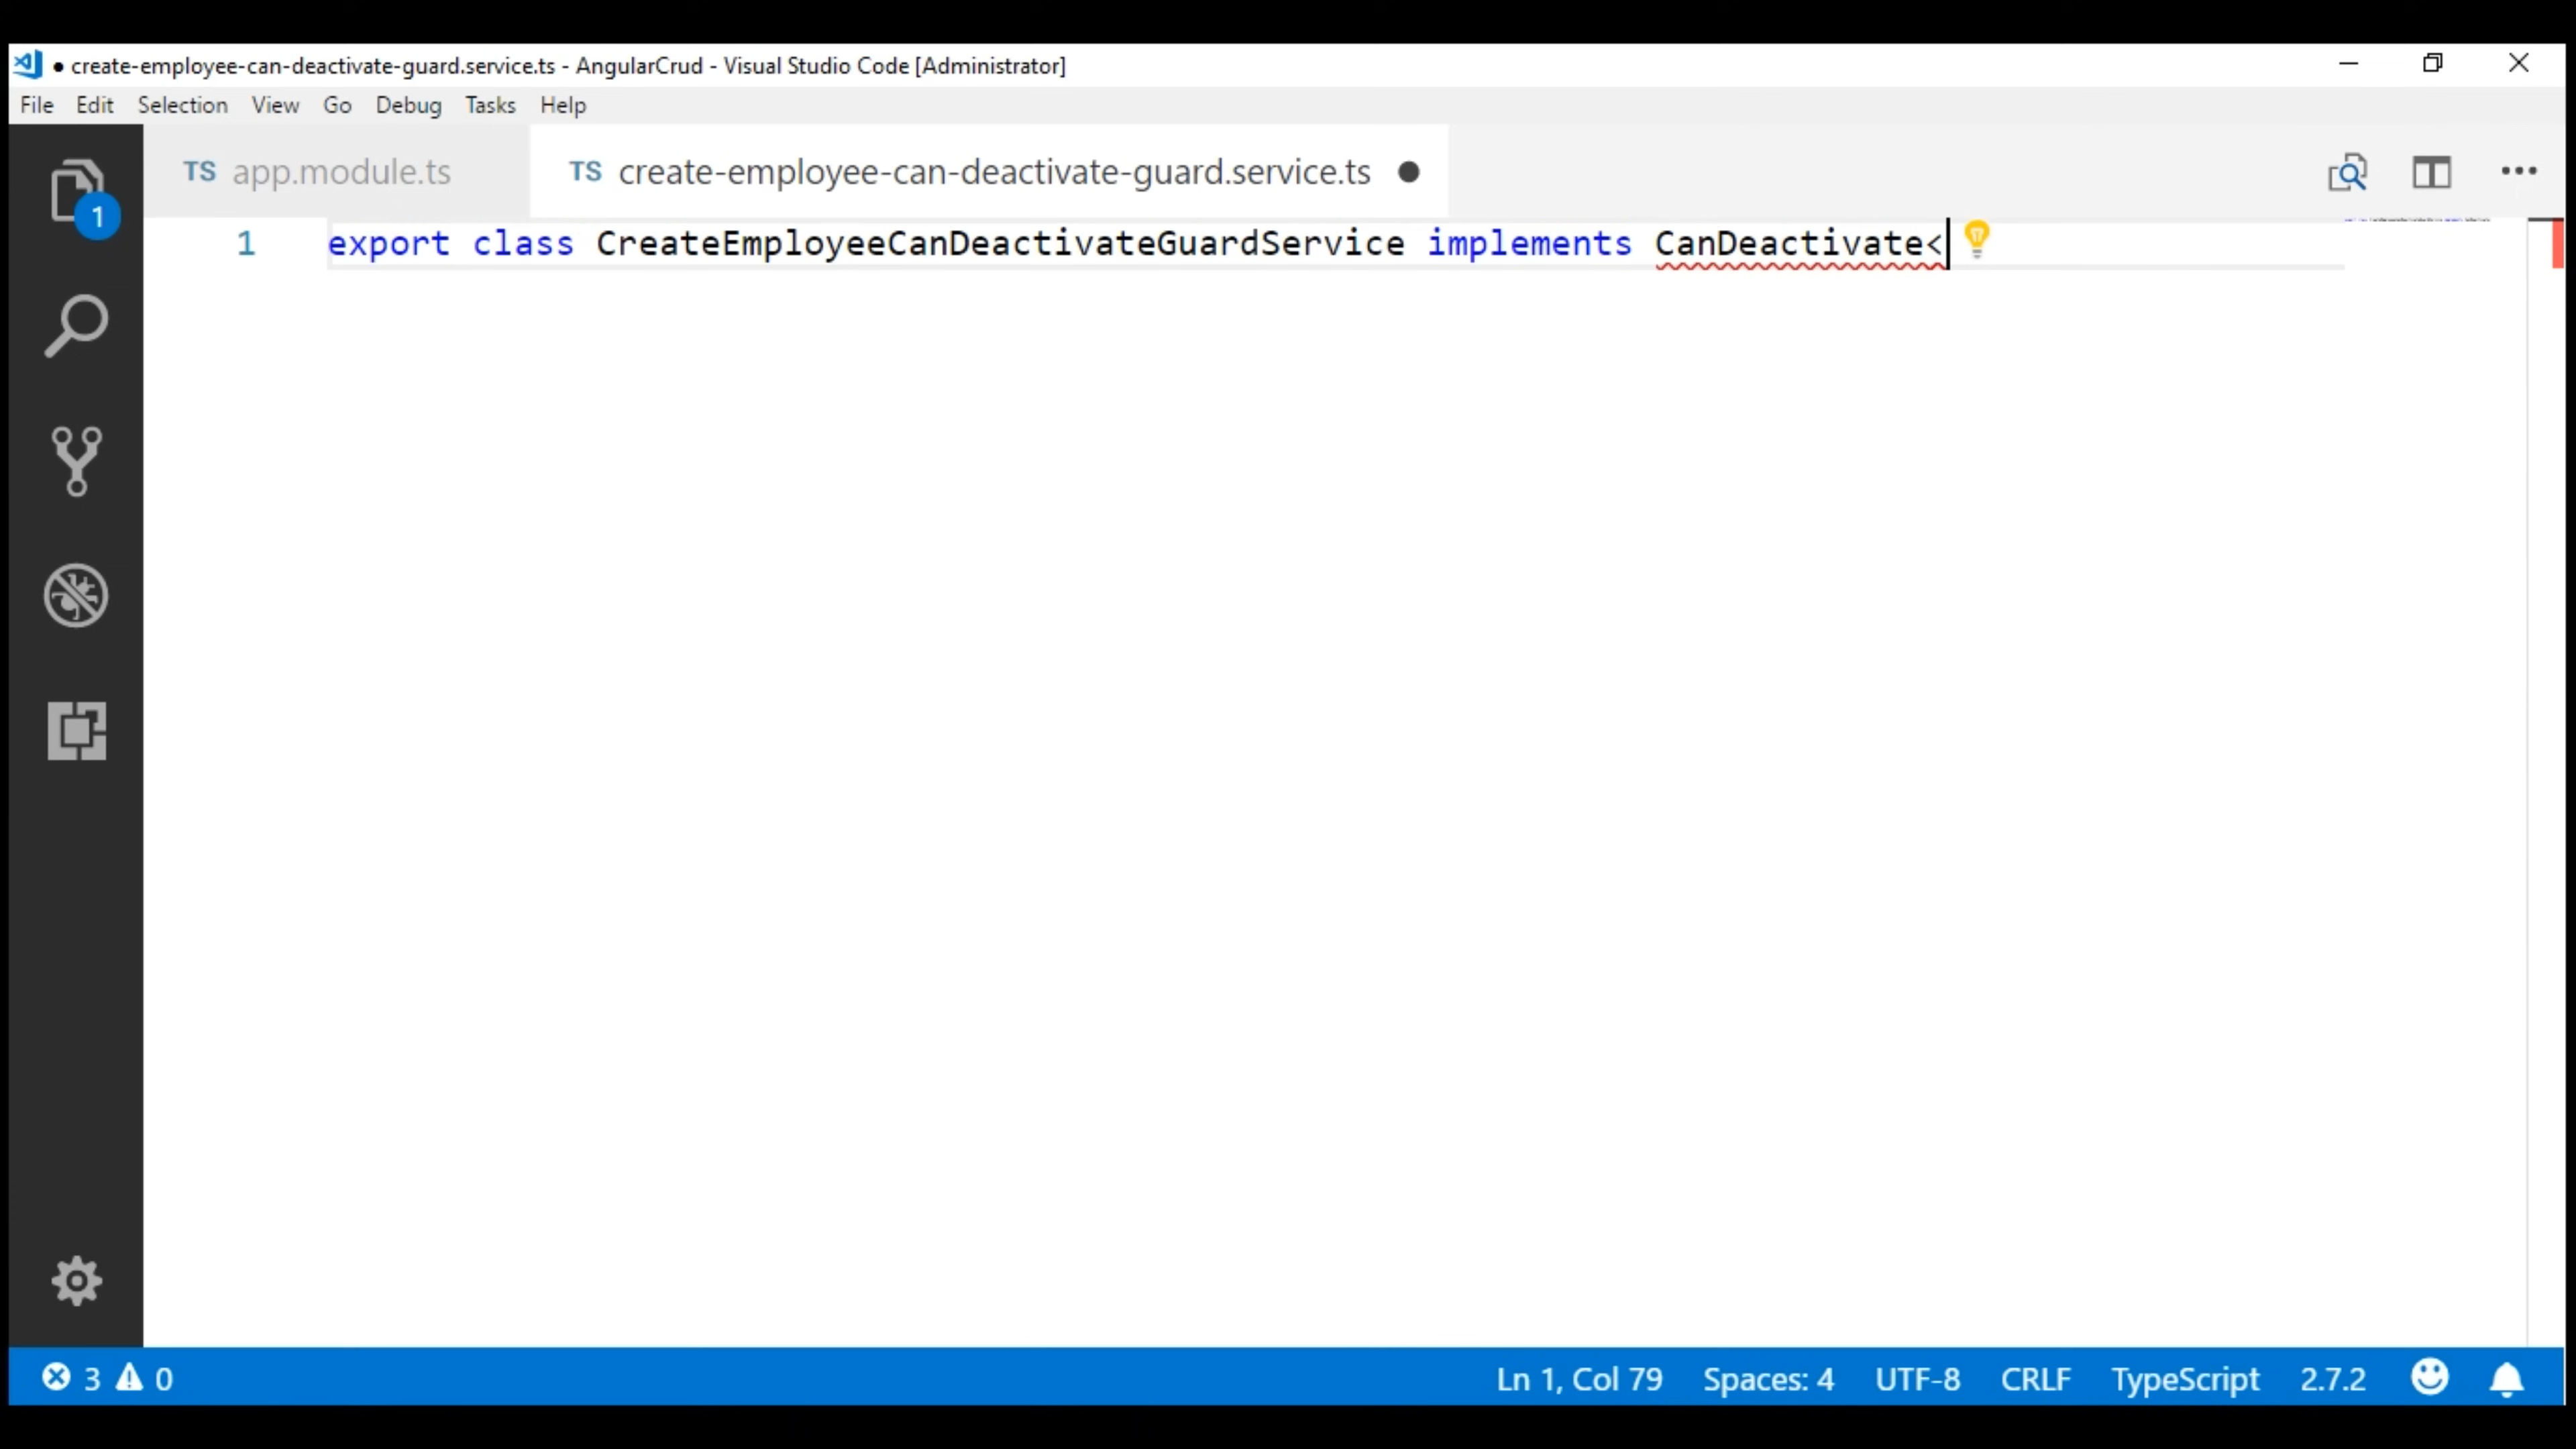 ● create-employee-can-deactivate-guard.service.ts - AngularCrud - Visual Studio Code [Administrator]
File Edit Selection View Go Debug Tasks Help
TS app.module.ts TS create-employee-can-deactivate-guard.service.ts ●
1
1 export class CreateEmployeeCanDeactivateGuardService implements CanDeactivate<
3 0 Ln 1, Col 79 Spaces: 4 UTF-8 CRLF TypeScript 2.7.2